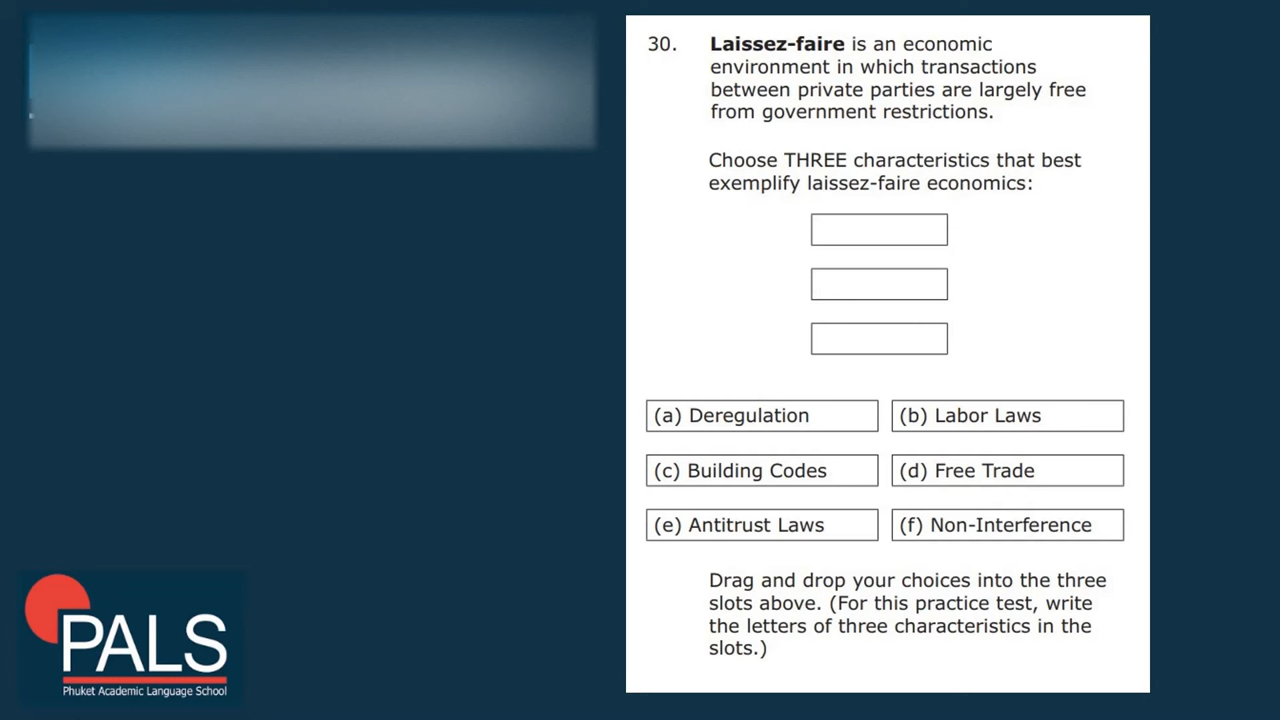 30. Laissez-faire is an economic
environment in which transactions
between private parties are largely free
from government restrictions.
Choose THREE characteristics that best
exemplify laissez-faire economics:
(a) Deregulation
(b) Labor Laws
(c) Building Codes
(d) Free Trade
(e) Antitrust Laws
(f) Non-Interference
Drag and drop your choices into the three
slots above. (For this practice test, write
the letters of three characteristics in the
slots.)
PALS
Phuket Academic Language School